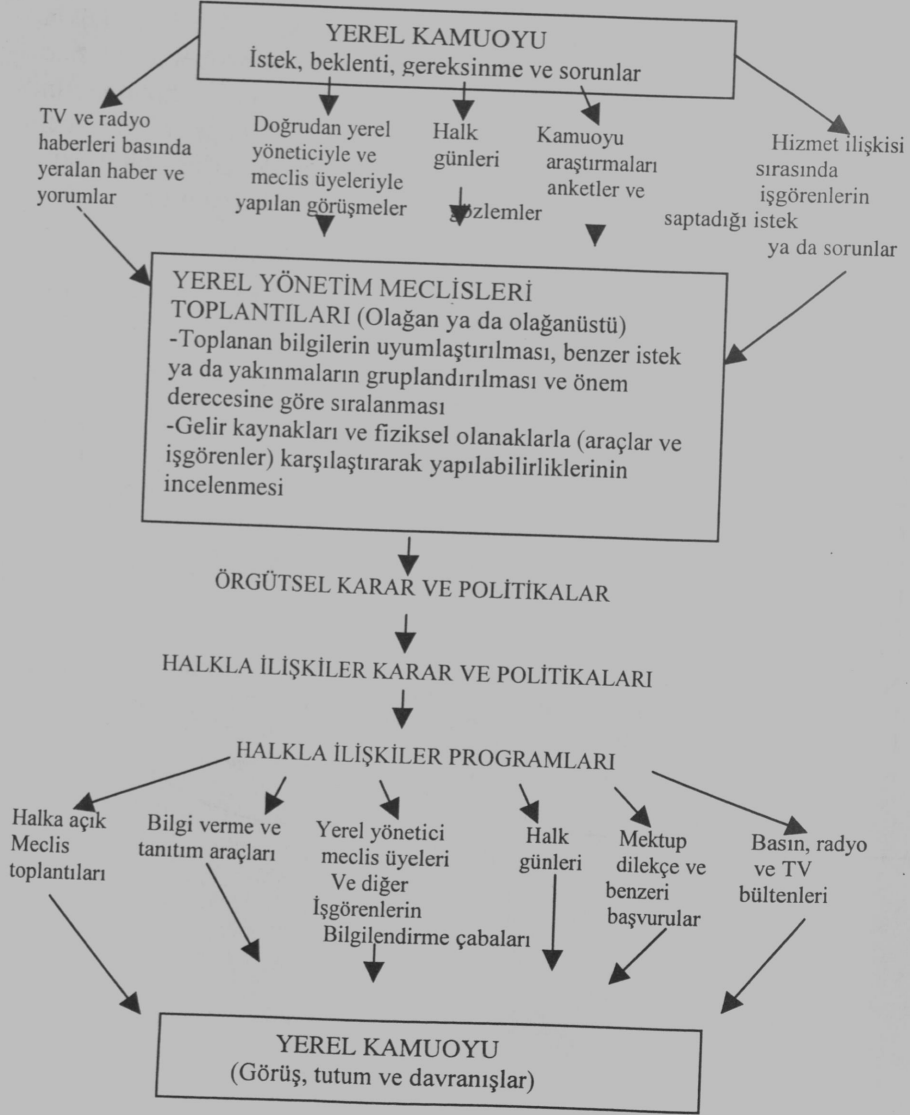 YEREL KAMUOYU
İstek, beklenti, gereksinme ve sorunlar
TV ve radyo
haberleri basında
yeralan haber ve
yorumlar
Doğrudan yerel
yöneticiyle ve
meclis üyeleriyle
yapılan görüşmeler
Halk
günleri
Kamuoyu
araştırmaları
anketler ve
gözlemler
Hizmet ilişkisi
sırasında
işgörenlerin
saptadığı istek
ya da sorunlar
YEREL YÖNETİM MECLİSLERİ
TOPLANTILARI (Olağan ya da olağanüstü)
-Toplanan bilgilerin uyumlaştırılması, benzer istek
ya da yakınmaların gruplandırılması ve önem
derecesine göre sıralanması
-Gelir kaynakları ve fiziksel olanaklarla (araçlar ve
işgörenler) karşılaştırarak yapılabilirliklerinin
incelenmesi
ÖRGÜTSEL KARAR VE POLİTİKALAR
HALKLA İLİŞKİLER KARAR VE POLİTİKALARI
HALKLA İLİŞKİLER PROGRAMLARI
Halka açık
Meclis
toplantıları
Bilgi verme ve
tanıtım araçları
Yerel yönetici
meclis üyeleri
Ve diğer
İşgörenlerin
Bilgilendirme çabaları
Halk
günleri
Mektup
dilekçe ve
benzeri
başvurular
Basın, radyo
ve TV
bültenleri
YEREL KAMUOYU
(Görüş, tutum ve davranışlar)